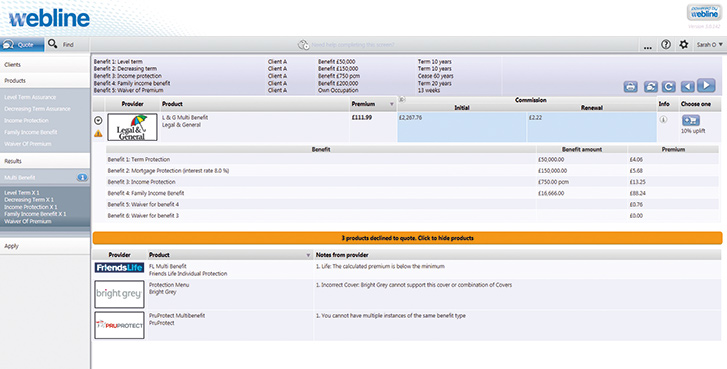 webline
powered by
webline
Quote
Find
Need help completing the screen?
...
Sarah O
Clients
Products
Level Term Assurance
Decreasing Term Assurance
Income Protection
Family Income Benefit
Waiver Of Premium
Results
Multi Benefit 1
Level Term X 1
Decreasing Term X 1
Income Protection X 1
Family Income Benefit X 1
Waiver Of Premium
Apply
Benefit 1: Level term Client A Benefit £50,000 Term 10 years
Benefit 2: Decreasing term Client A Benefit £150,000 Term 10 years
Benefit 3: Income protection Client A Benefit £750 pm Cease 60 years
Benefit 4: Family income benefit Client A Benefit £200,000 Term 20 years
Benefit 5: Waiver of Premium Client A Own Occupation 13 weeks
Provider Product Premium Commission Info Choose one
Initial Renewal
Legal & General L & G Multi Benefit £111.99 £2,267.76 £2.22
Legal & General
10% uplift
Benefit Benefit amount Premium
Benefit 1: Term Protection £50,000.00 £4.06
Benefit 2: Mortgage Protection (interest rate 8.0 %) £150,000.00 £5.68
Benefit 3: Income Protection £750.00 pcm £13.25
Benefit 4: Family Income Benefit £16,666.00 £88.24
Benefit 5: Waiver for benefit 4 £0.76
Benefit 6: Waiver for benefit 3 £0.00
3 products declined to quote. Click to hide products
Provider Product Notes from provider
FriendsLife FL Multi Benefit 1. Life: The calculated premium is below the minimum
Friends Life Individual Protection
bright grey Protection Menu 1. Incorrect Cover: Bright Grey cannot support this cover or combination of Covers
Bright Grey
PRUPROTECT PruProtect Multibenefit 1. You cannot have multiple instances of the same benefit type
PruProtect